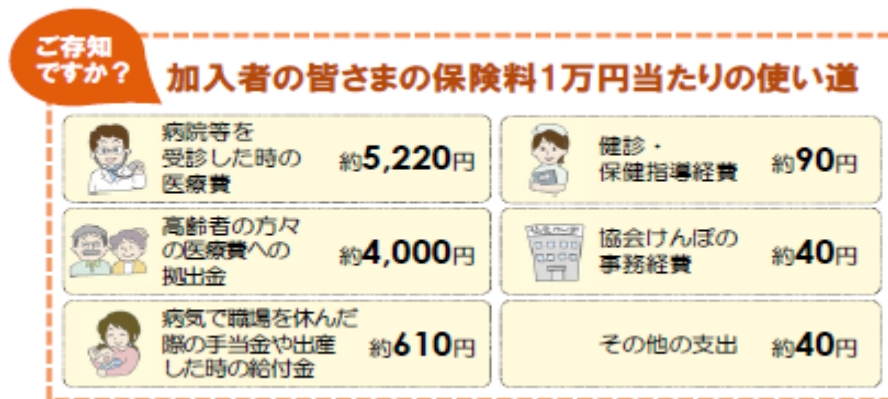 ご存知
ですか？
加入者の皆さまの保険料1万円当たりの使い道
病院等を
受診した時の
医療費
約5,220円
健診・
保健指導経費
約90円
高齢者の方々
の医療費への
拠出金
約4,000円
協会けんぽの
事務経費
約40円
病気で職場を休んだ
際の手当金や出産
した時の給付金
約610円
その他の支出
約40円